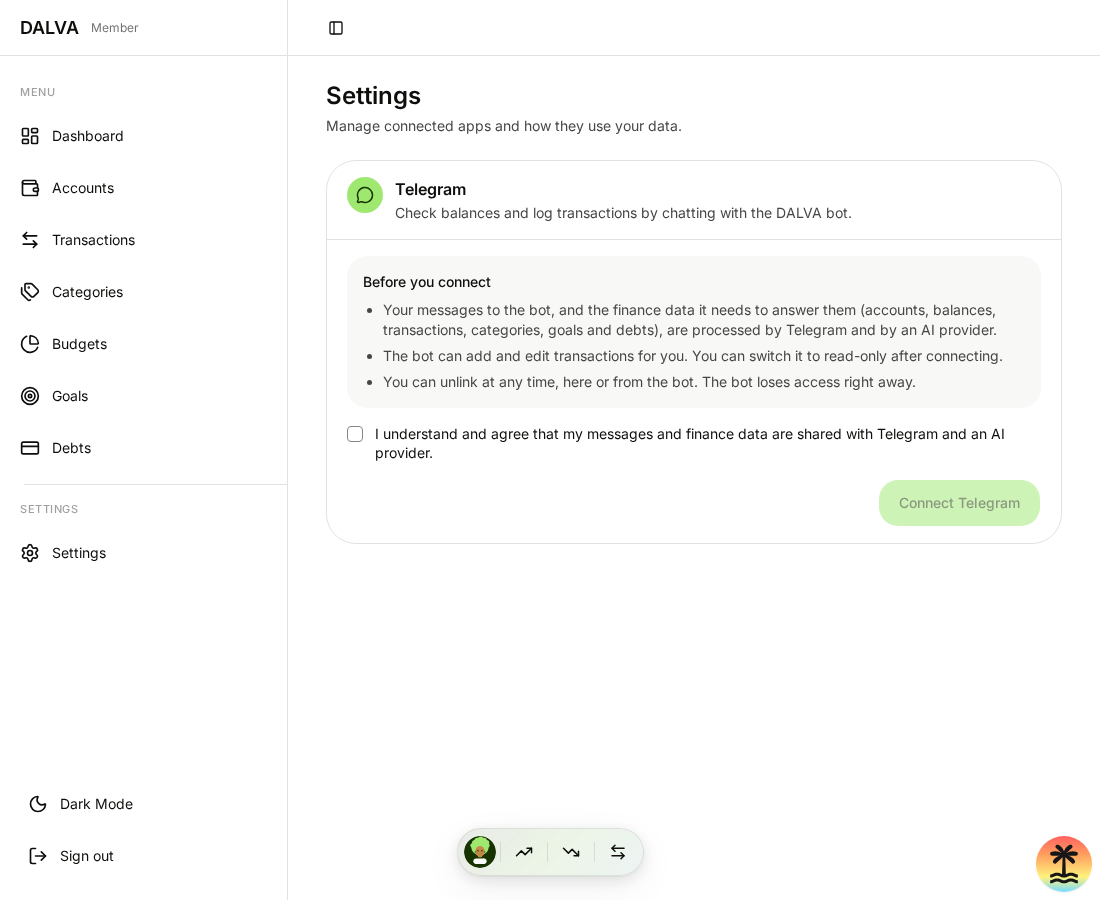 DALVA Member
MENU
Dashboard
Accounts
Transactions
Categories
Budgets
Goals
Debts
SETTINGS
Settings
Dark Mode
Sign out
Settings
Manage connected apps and how they use your data.
Telegram
Check balances and log transactions by chatting with the DALVA bot.
Before you connect
• Your messages to the bot, and the finance data it needs to answer them (accounts, balances,
transactions, categories, goals and debts), are processed by Telegram and by an AI provider.
• The bot can add and edit transactions for you. You can switch it to read-only after connecting.
• You can unlink at any time, here or from the bot. The bot loses access right away.
I understand and agree that my messages and finance data are shared with Telegram and an AI
provider.
Connect Telegram